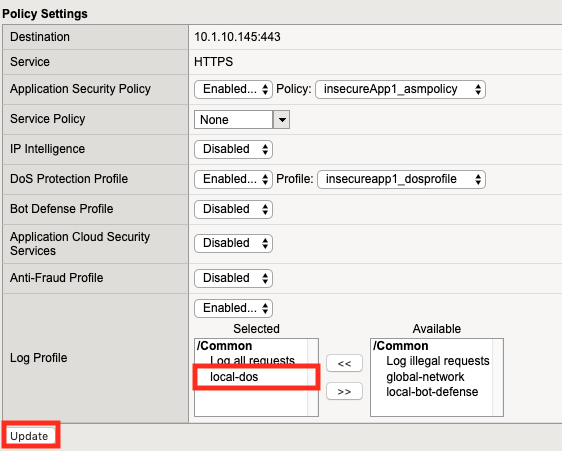 Policy Settings
Destination 10.1.10.145:443
Service HTTPS
Application Security Policy Enabled... Policy: insecureApp1_asmpolicy
Service Policy None
IP Intelligence Disabled
DoS Protection Profile Enabled... Profile: insecureapp1_dosprofile
Bot Defense Profile Disabled
Application Cloud Security
Services Disabled
Anti-Fraud Profile Disabled
Log Profile Enabled...
Selected Available
/Common /Common
Log all requests << Log illegal requests
local-dos global-network
>> local-bot-defense
Update